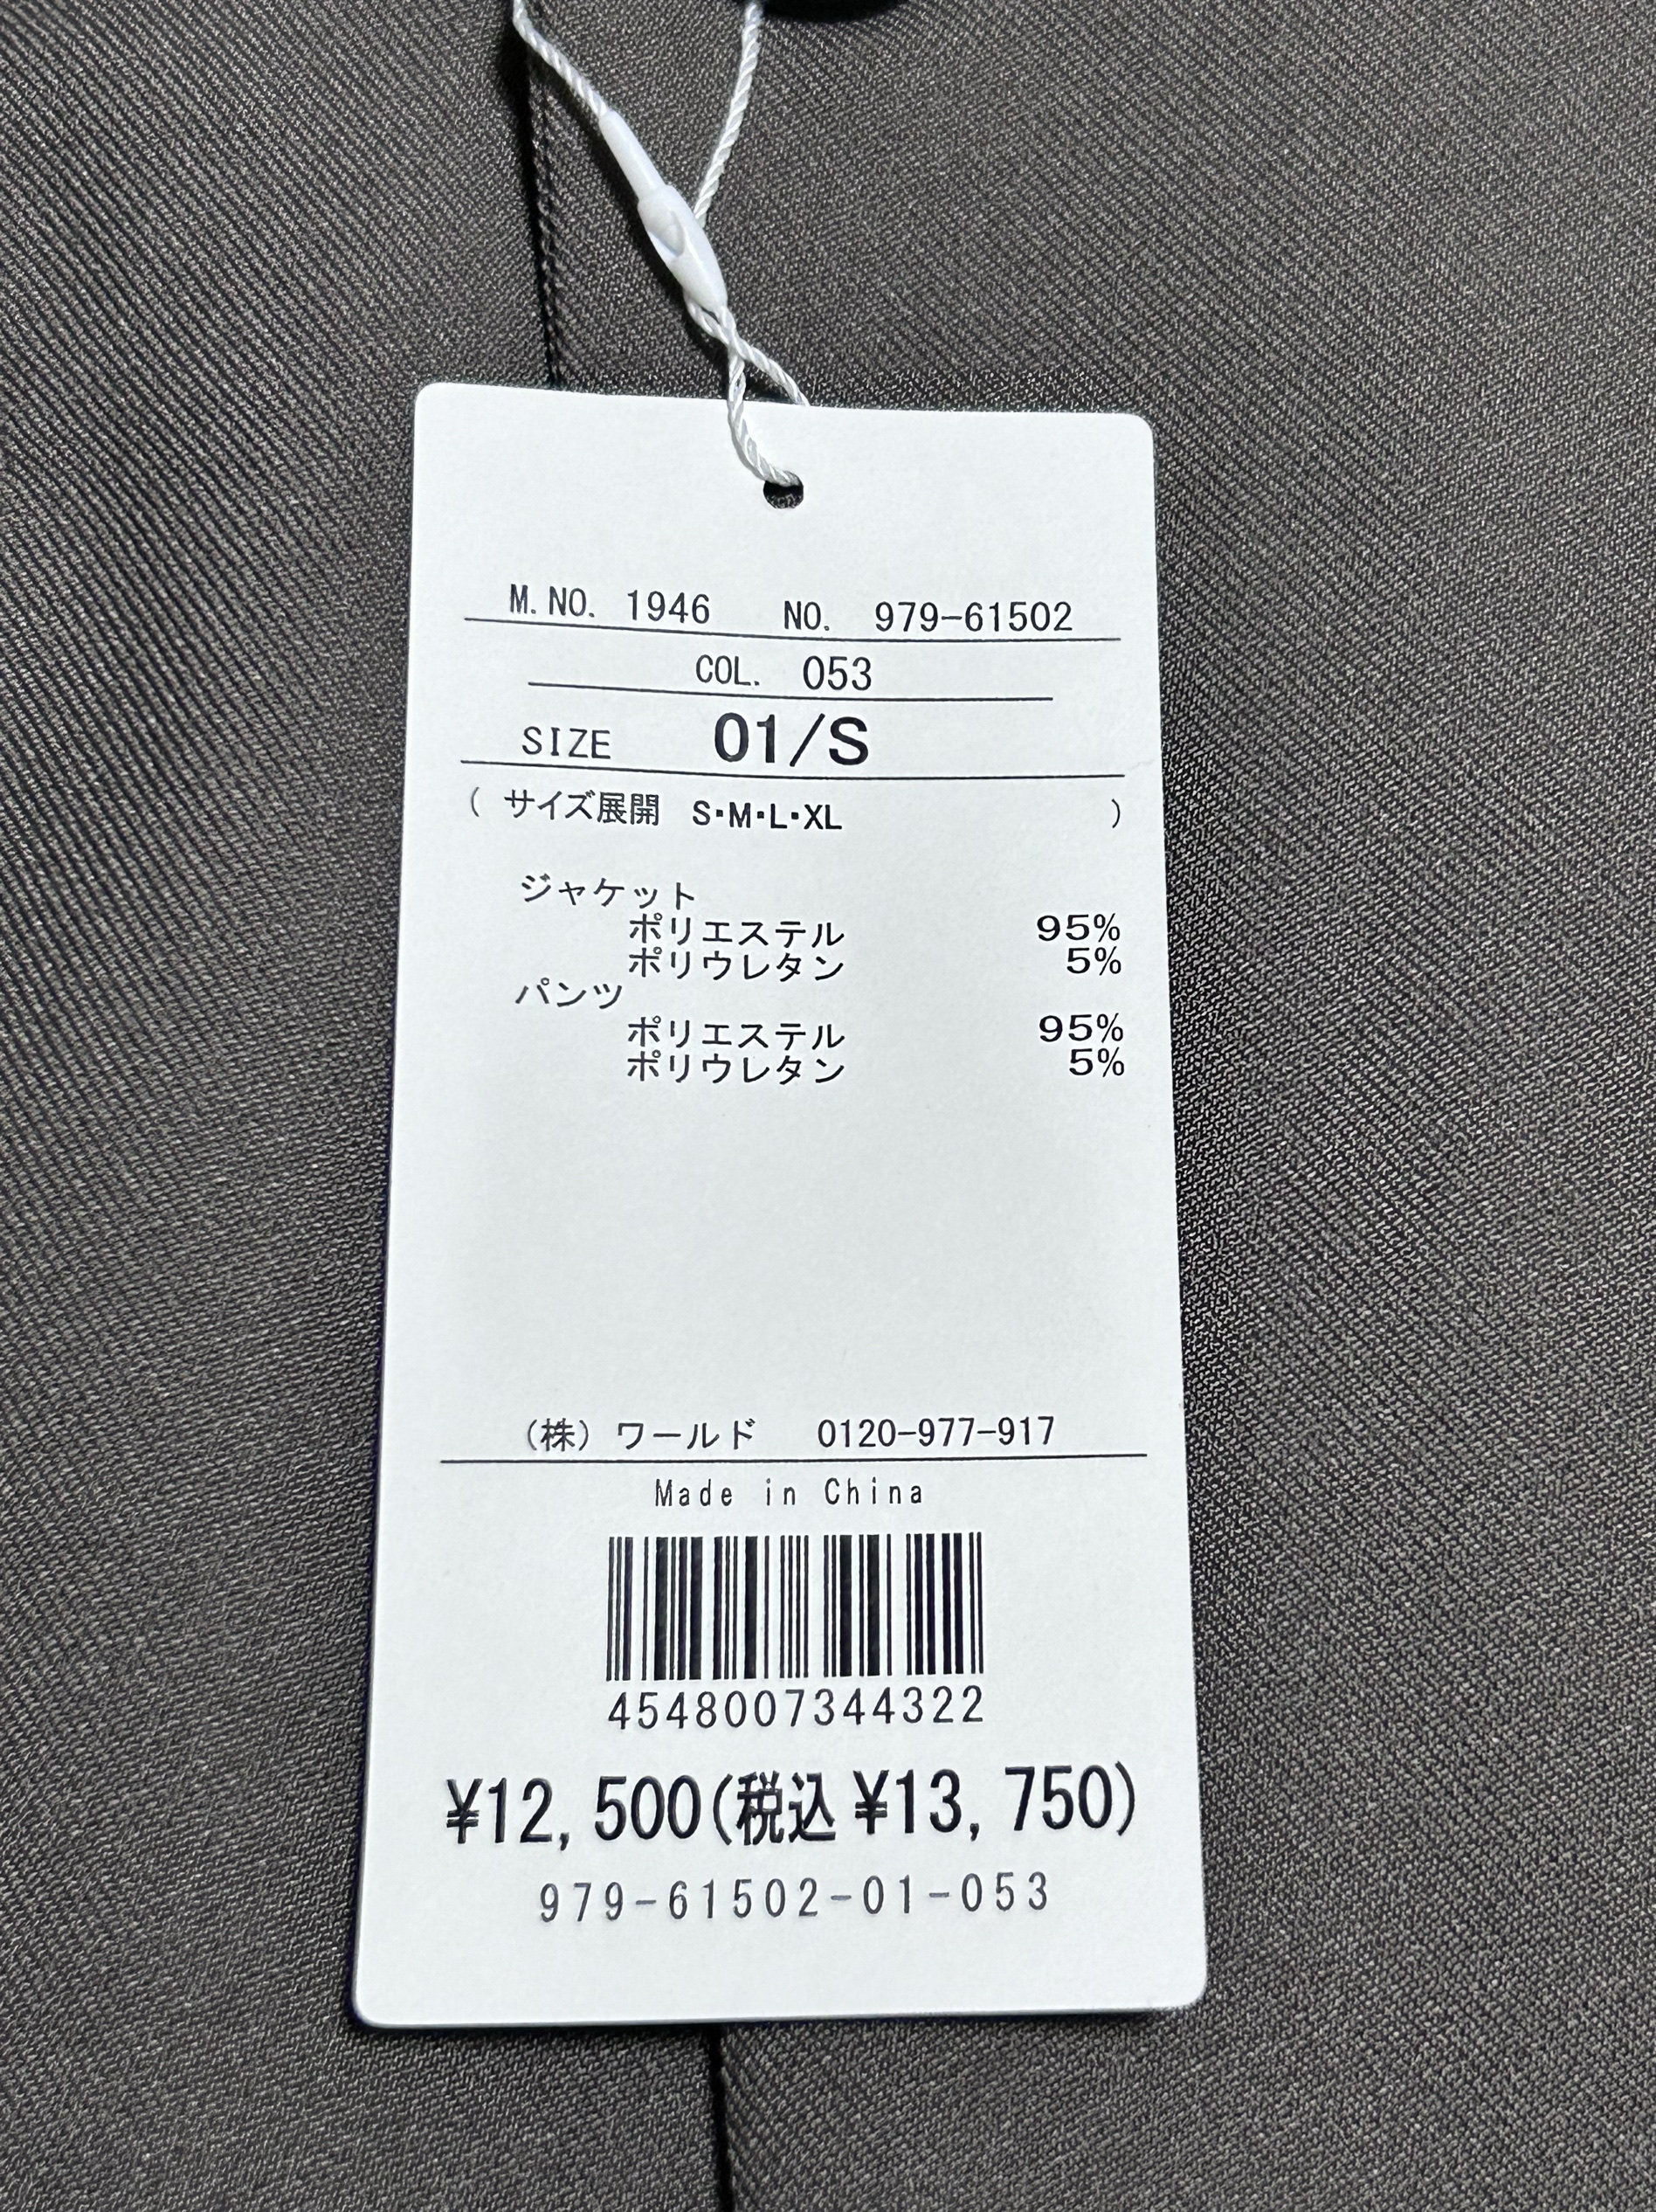 M.NO. 1946 NO. 979-61502
COL. 053
SIZE 01/S
( サイズ展開 S・M・L・XL )
ジャケット
ポリエステル 95%
ポリウレタン 5%
パンツ
ポリエステル 95%
ポリウレタン 5%
(株) ワールド 0120-977-917
Made in China
4548007344322
¥12,500(税込¥13,750)
979-61502-01-053